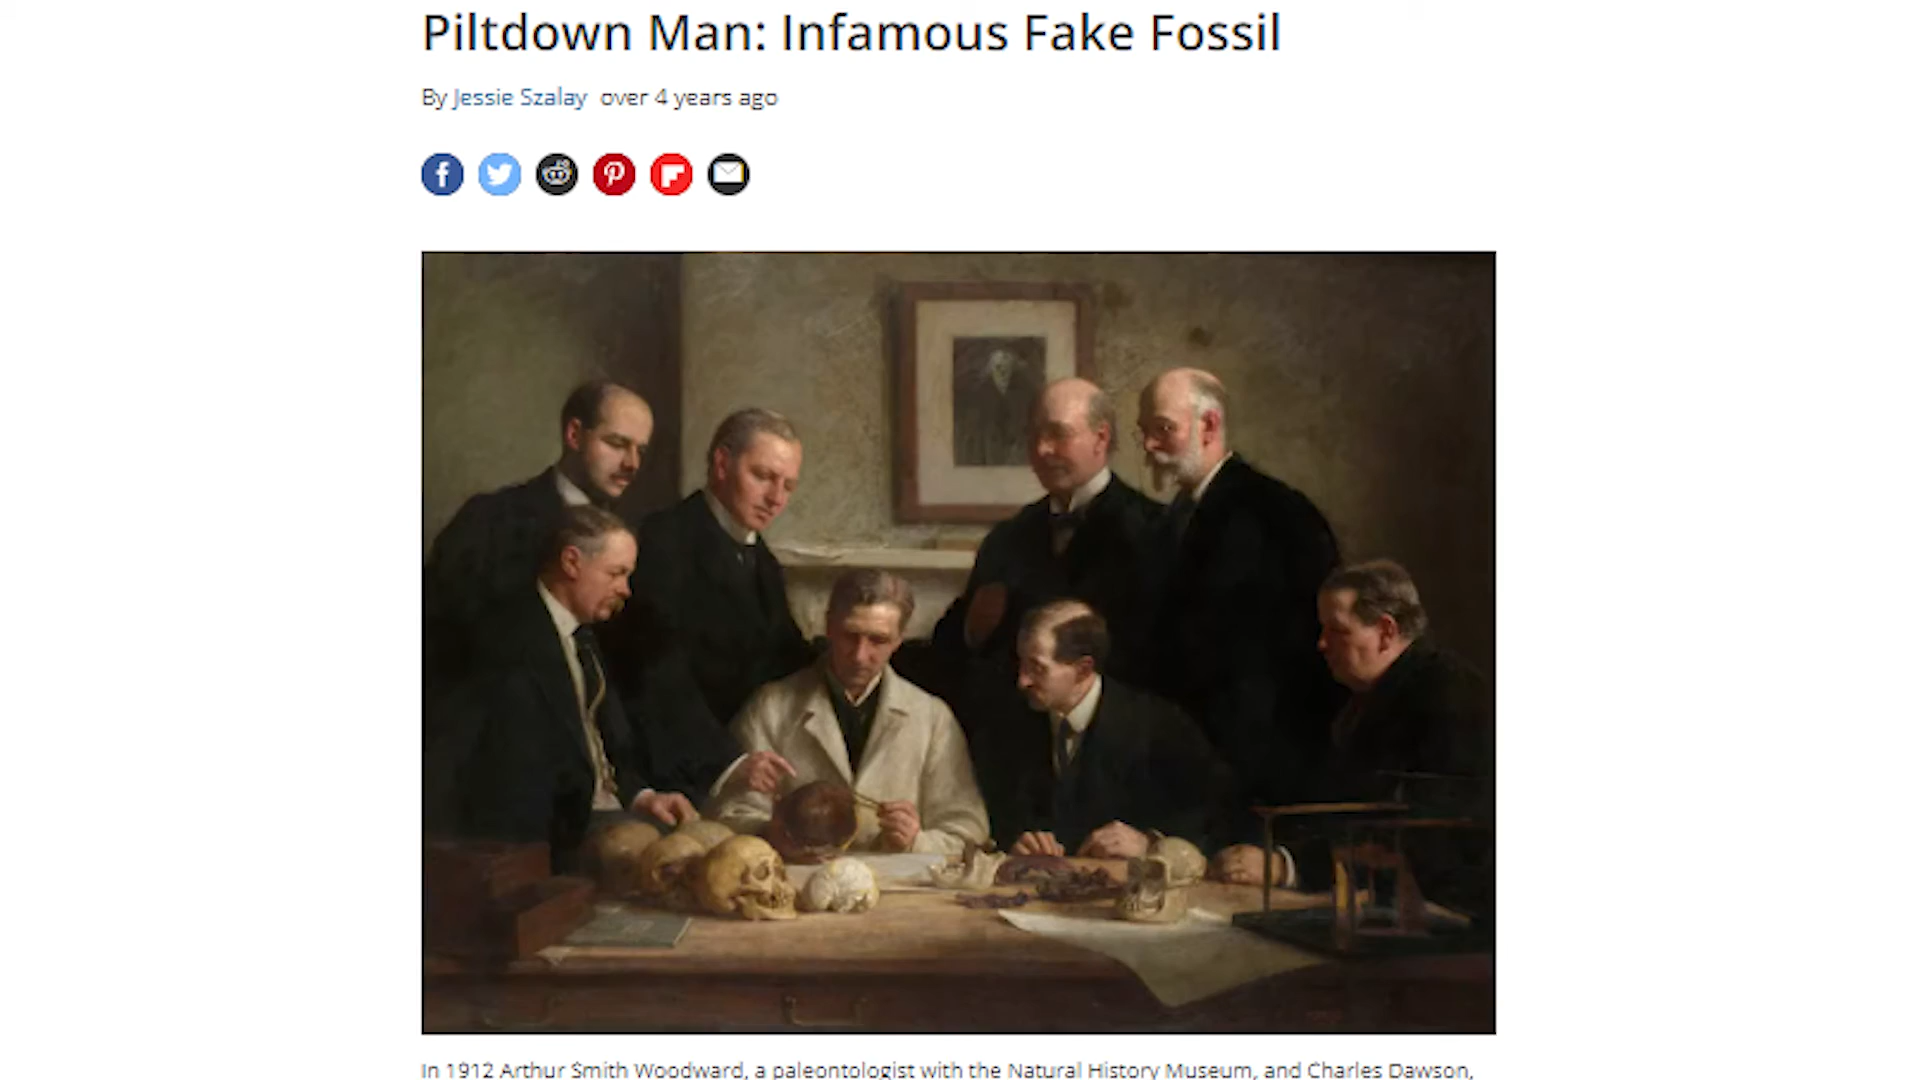 Piltdown Man: Infamous Fake Fossil
By Jessie Szalay over 4 years ago
In 1912 Arthur Smith Woodward, a paleontologist with the Natural History Museum, and Charles Dawson,